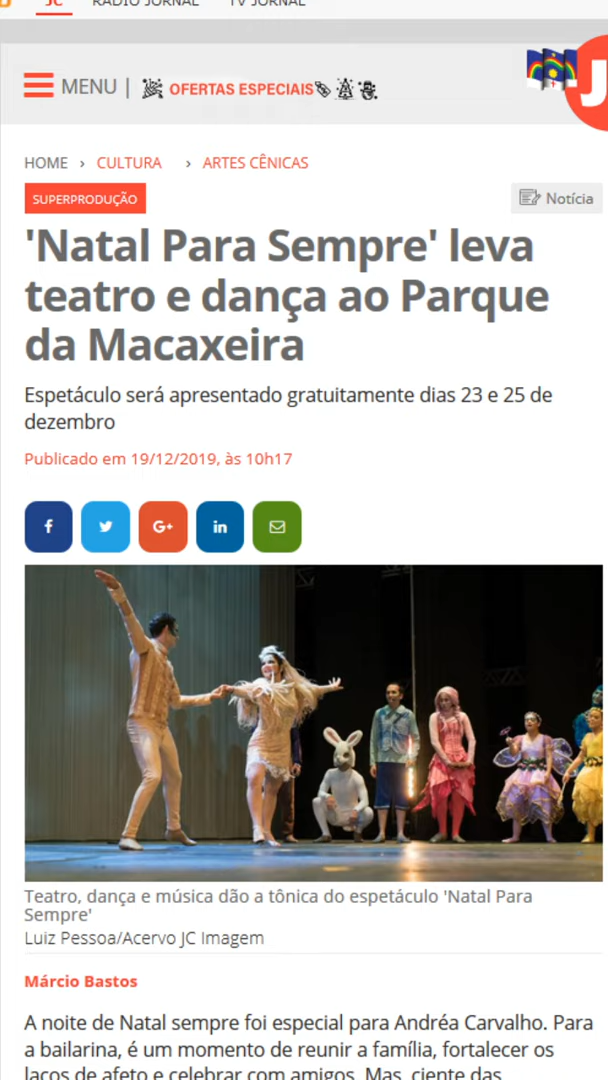 JC RÁDIO JORNAL TV JORNAL
MENU | OFERTAS ESPECIAIS
J
HOME › CULTURA › ARTES CÊNICAS
SUPERPRODUÇÃO
Notícia
'Natal Para Sempre' leva
teatro e dança ao Parque
da Macaxeira
Espetáculo será apresentado gratuitamente dias 23 e 25 de
dezembro
Publicado em 19/12/2019, às 10h17
f
G+
in
Teatro, dança e música dão a tônica do espetáculo 'Natal Para
Sempre'
Luiz Pessoa/Acervo JC Imagem
Márcio Bastos
A noite de Natal sempre foi especial para Andréa Carvalho. Para
a bailarina, é um momento de reunir a família, fortalecer os
laços de afeto e celebrar com amigos. Mas, ciente das